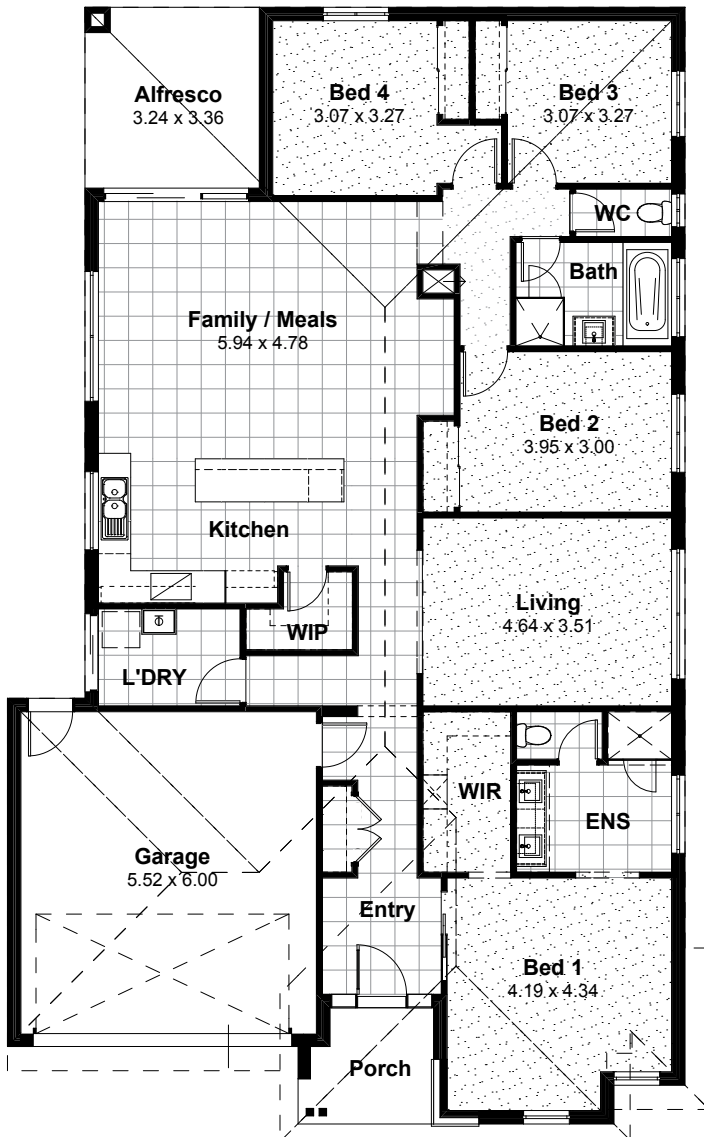 Alfresco
3.24 x 3.36
Bed 4
3.07 x 3.27
Bed 3
3.07 x 3.27
WC
Bath
Family / Meals
5.94 x 4.78
Bed 2
3.95 x 3.00
Kitchen
WIP
Living
4.64 x 3.51
L'DRY
WIR
ENS
Garage
5.52 x 6.00
Entry
Bed 1
4.19 x 4.34
Porch